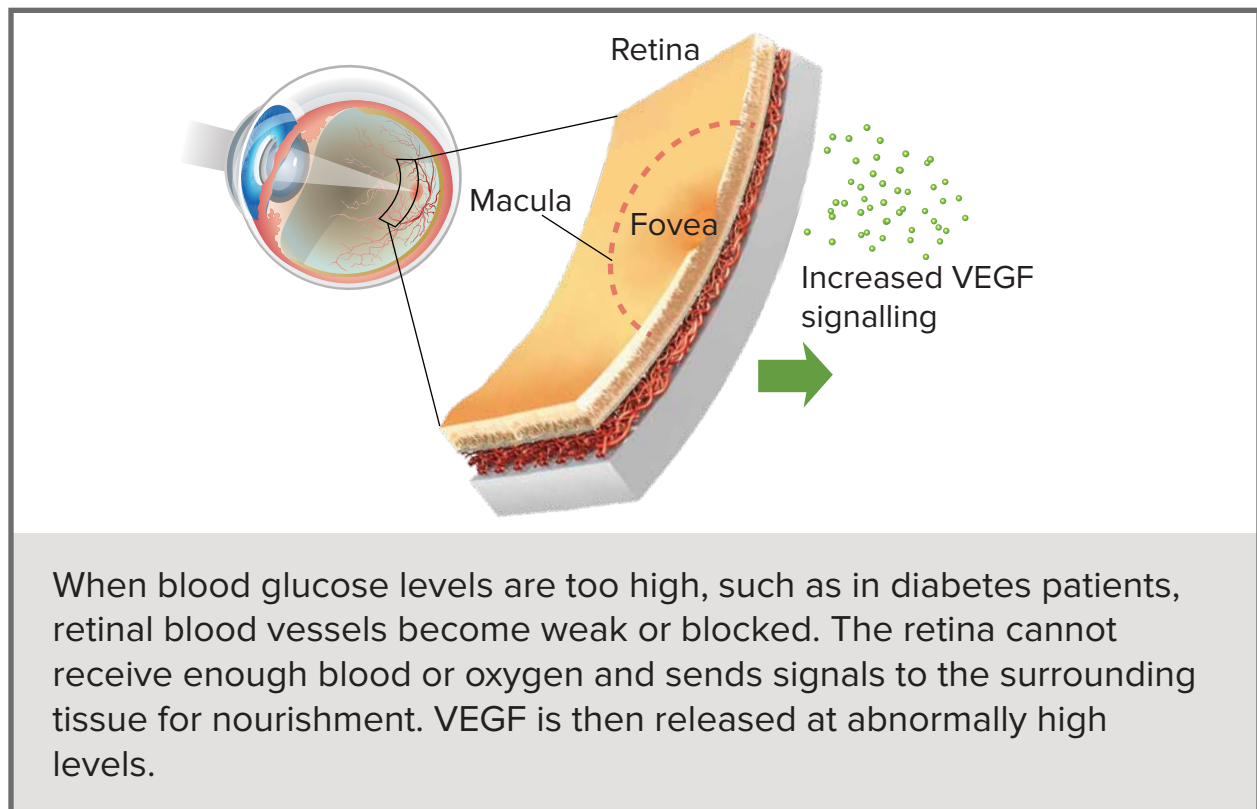 Retina
Macula
Fovea
Increased VEGF
signalling
When blood glucose levels are too high, such as in diabetes patients,
retinal blood vessels become weak or blocked. The retina cannot
receive enough blood or oxygen and sends signals to the surrounding
tissue for nourishment. VEGF is then released at abnormally high
levels.